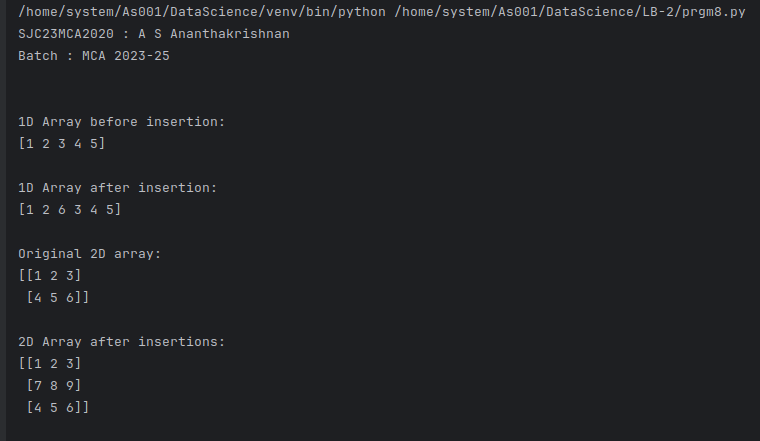 /home/system/As001/DataScience/venv/bin/python /home/system/As001/DataScience/LB-2/prgm8.py
SJC23MCA2020 : A S Ananthakrishnan
Batch : MCA 2023-25
1D Array before insertion:
[1 2 3 4 5]
1D Array after insertion:
[1 2 6 3 4 5]
Original 2D array:
[[1 2 3]
 [4 5 6]]
2D Array after insertions:
[[1 2 3]
 [7 8 9]
 [4 5 6]]